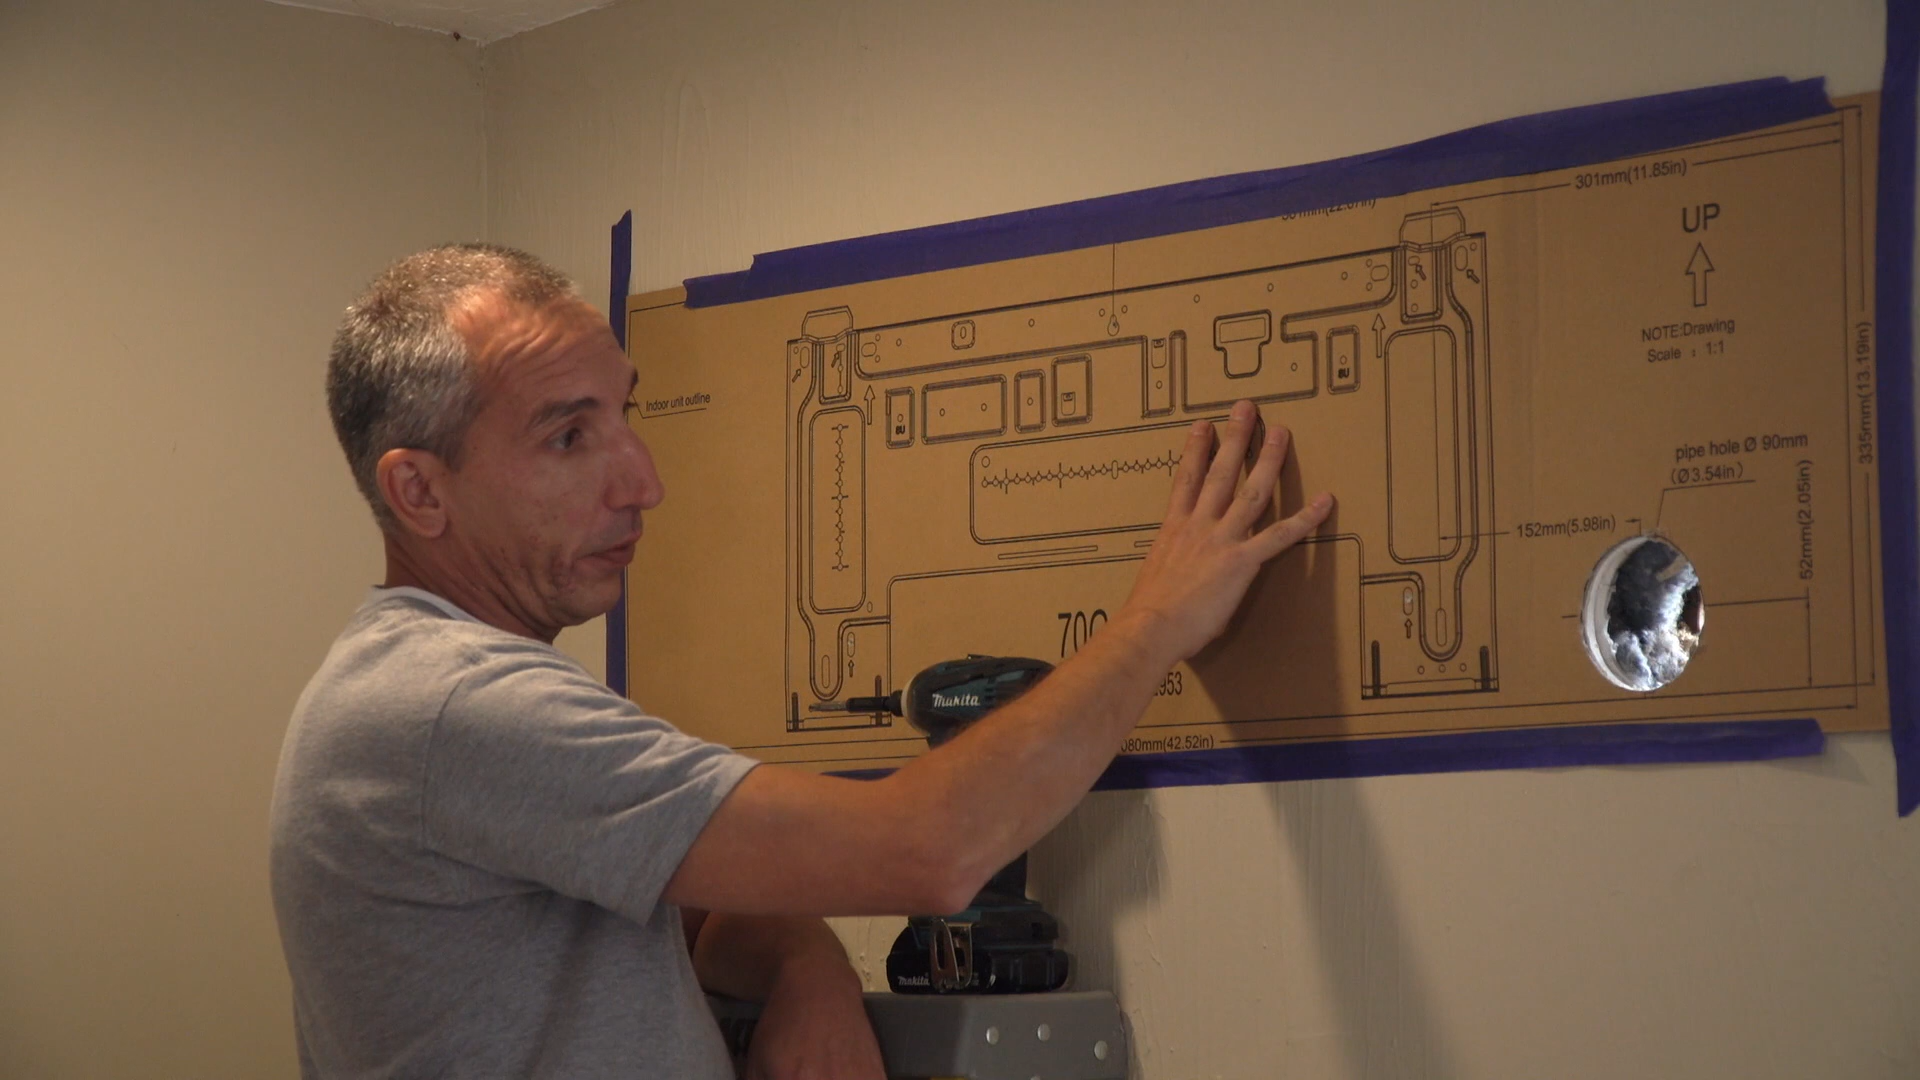 301mm(11.85in)
UP
NOTE:Drawing
Scale : 1:1
Indoor unit outline
335mm(13.19in)
pipe hole Ø 90mm
(Ø3.54in)
152mm(5.98in)
52mm(2.05in)
Makita
080mm(42.52in)
Makita